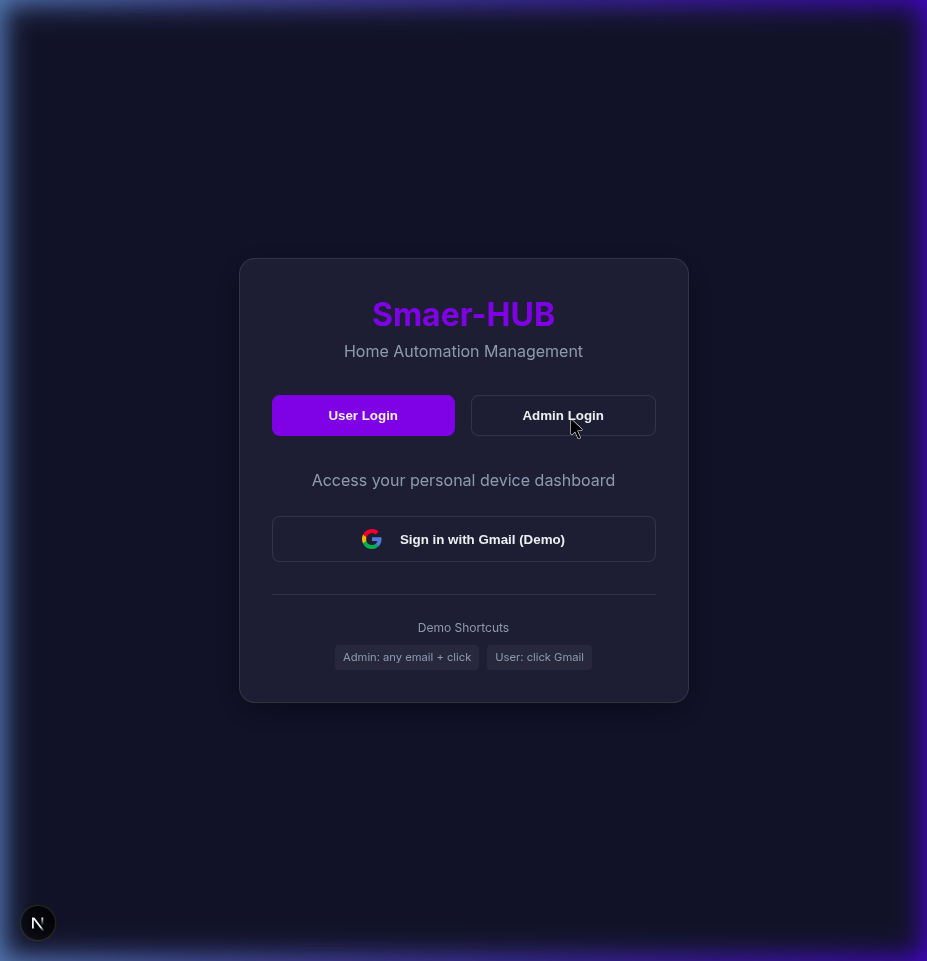 Smaer-HUB
Home Automation Management
User Login
Admin Login
Access your personal device dashboard
Sign in with Gmail (Demo)
Demo Shortcuts
Admin: any email + click
User: click Gmail
N